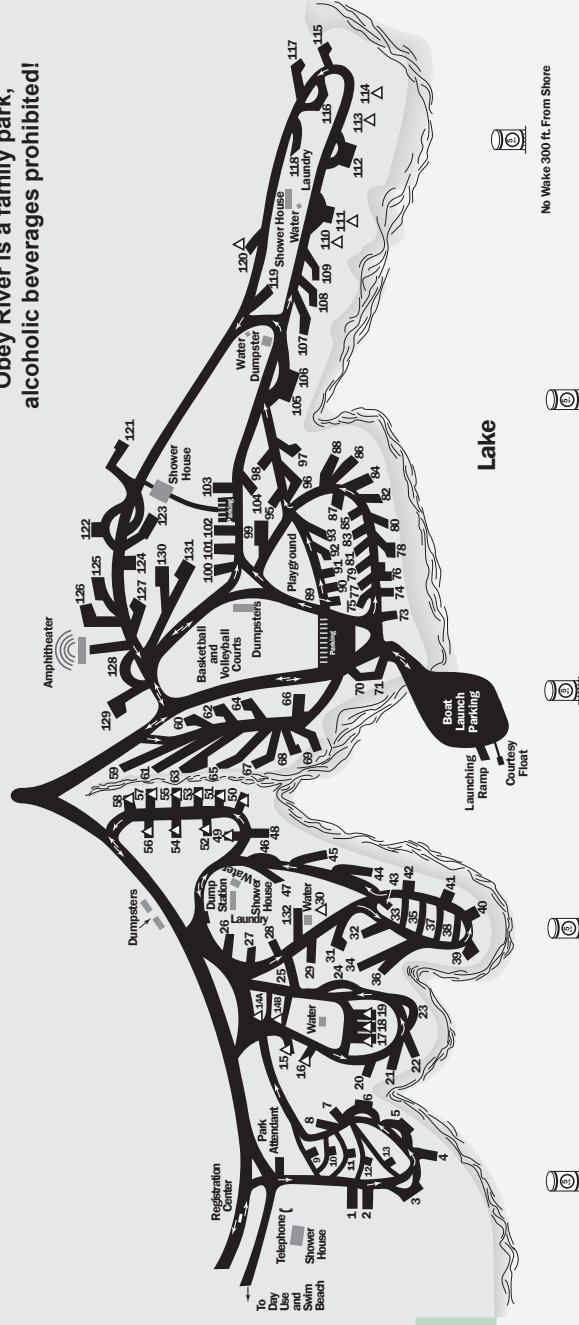 Obey River is a family park,
alcoholic beverages prohibited!
117
115
116
114
113
118
Laundry
112
Shower House
Water
111
110
120
119
109
108
107
Water
Dumpster
106
105
121
Shower
House
122
123
103
Parking
102
101
100
104
98
97
96
95
99
124
125
126
127
130
131
Amphitheater
128
129
Basketball
and
Volleyball
Courts
Dumpsters
Playground
88
86
84
82
80
78
76
74
73
87
85
83
81
79
77
75
93
92
91
90
89
Parking
70
71
Boat
Launch
Parking
Launching
Ramp
Courtesy
Float
Lake
No Wake 300 ft. From Shore
59
60
61
62
63
64
65
66
67
68
69
58
57
55
53
51
50
56
54
52
49
48
46
Dumpsters
Dump
Station
Water
Laundry
Shower
House
47
45
44
43
42
41
40
39
33
35
37
38
132
Water
30
26
27
28
25
29
31
32
34
36
24
14A
14B
Water
15
16
17
18
19
20
21
22
23
Park
Attendant
Registration
Center
Telephone
Shower
House
To
Day
Use
and
Swim
Beach
1
2
3
4
5
6
7
8
9
10
11
12
13